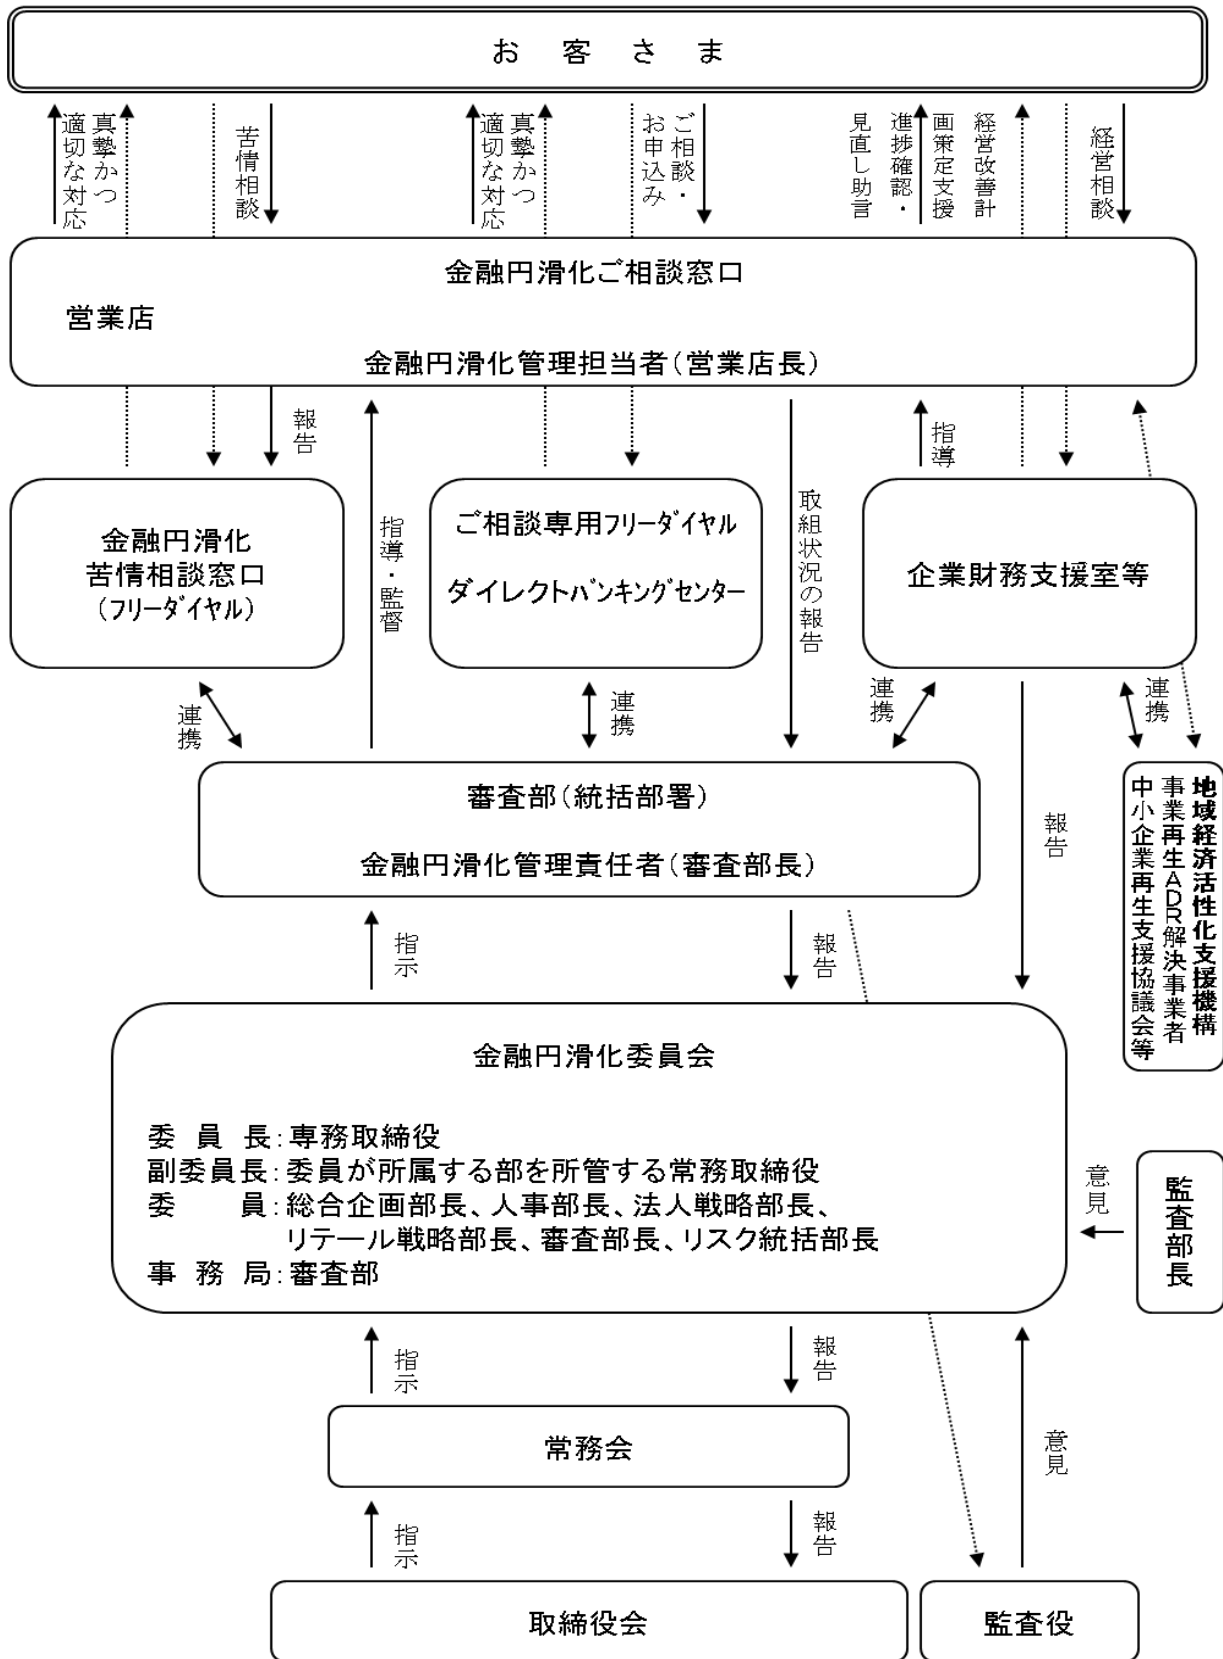 お客さま
真摯かつ
適切な対応
苦情相談
真摯かつ
適切な対応
ご相談・
お申込み
経営改善計
画策定支援
進捗確認・
見直し助言
経営相談
金融円滑化ご相談窓口
営業店
金融円滑化管理担当者(営業店長)
報告
指導・監督
取組状況の報告
指導
金融円滑化
苦情相談窓口
(フリーダイヤル)
ご相談専用フリーダイヤル
ダイレクトバンキングセンター
企業財務支援室等
連携
連携
連携
連携
審査部(統括部署)
金融円滑化管理責任者(審査部長)
報告
地域経済活性化支援機構
事業再生ADR解決事業者
中小企業再生支援協議会等
指示
報告
金融円滑化委員会
委員長:専務取締役
副委員長:委員が所属する部を所管する常務取締役
委員:総合企画部長、人事部長、法人戦略部長、
リテール戦略部長、審査部長、リスク統括部長
事務局:審査部
意見
監査部長
指示
報告
常務会
意見
指示
報告
取締役会
監査役